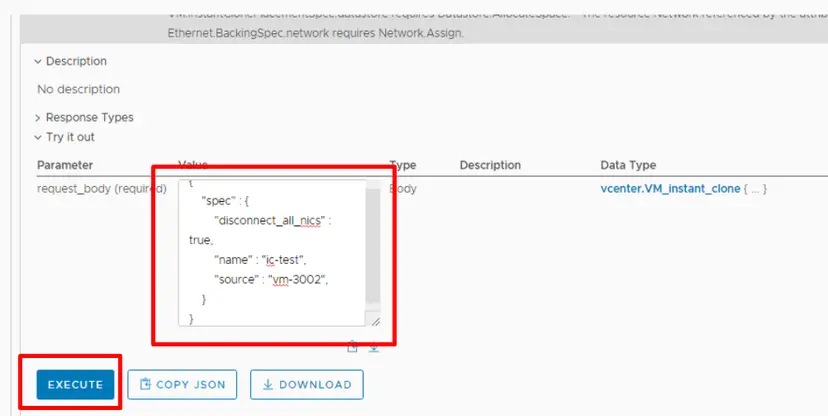 VM.InstantClonePlacementSpec.datastore requires Datastore.AllocateSpace. The resource Network referenced by the
Ethernet.BackingSpec.network requires Network.Assign.
Description
No description
Response Types
Try it out
Parameter Value Type Description Data Type
request_body (required) { Body vcenter.VM_instant_clone { ... }
"spec" : {
"disconnect_all_nics" :
true,
"name" : "ic-test",
"source" : "vm-3002",
}
}
EXECUTE COPY JSON DOWNLOAD